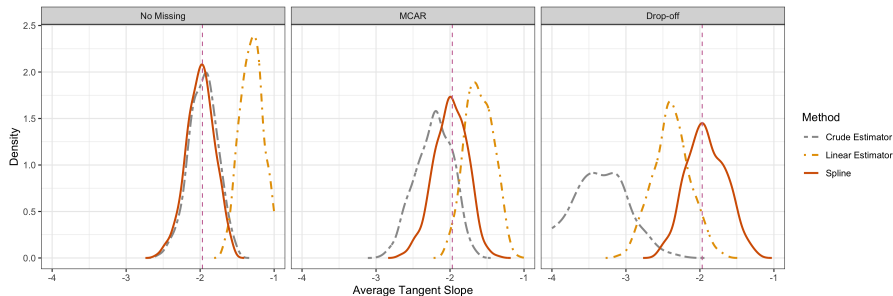 No Missing
MCAR
Drop-off
2.5
2.0
1.5
1.0
0.5
0.0
Density
-4
-3
-2
-1
-4
-3
-2
-1
-4
-3
-2
-1
Average Tangent Slope
Method
Crude Estimator
Linear Estimator
Spline